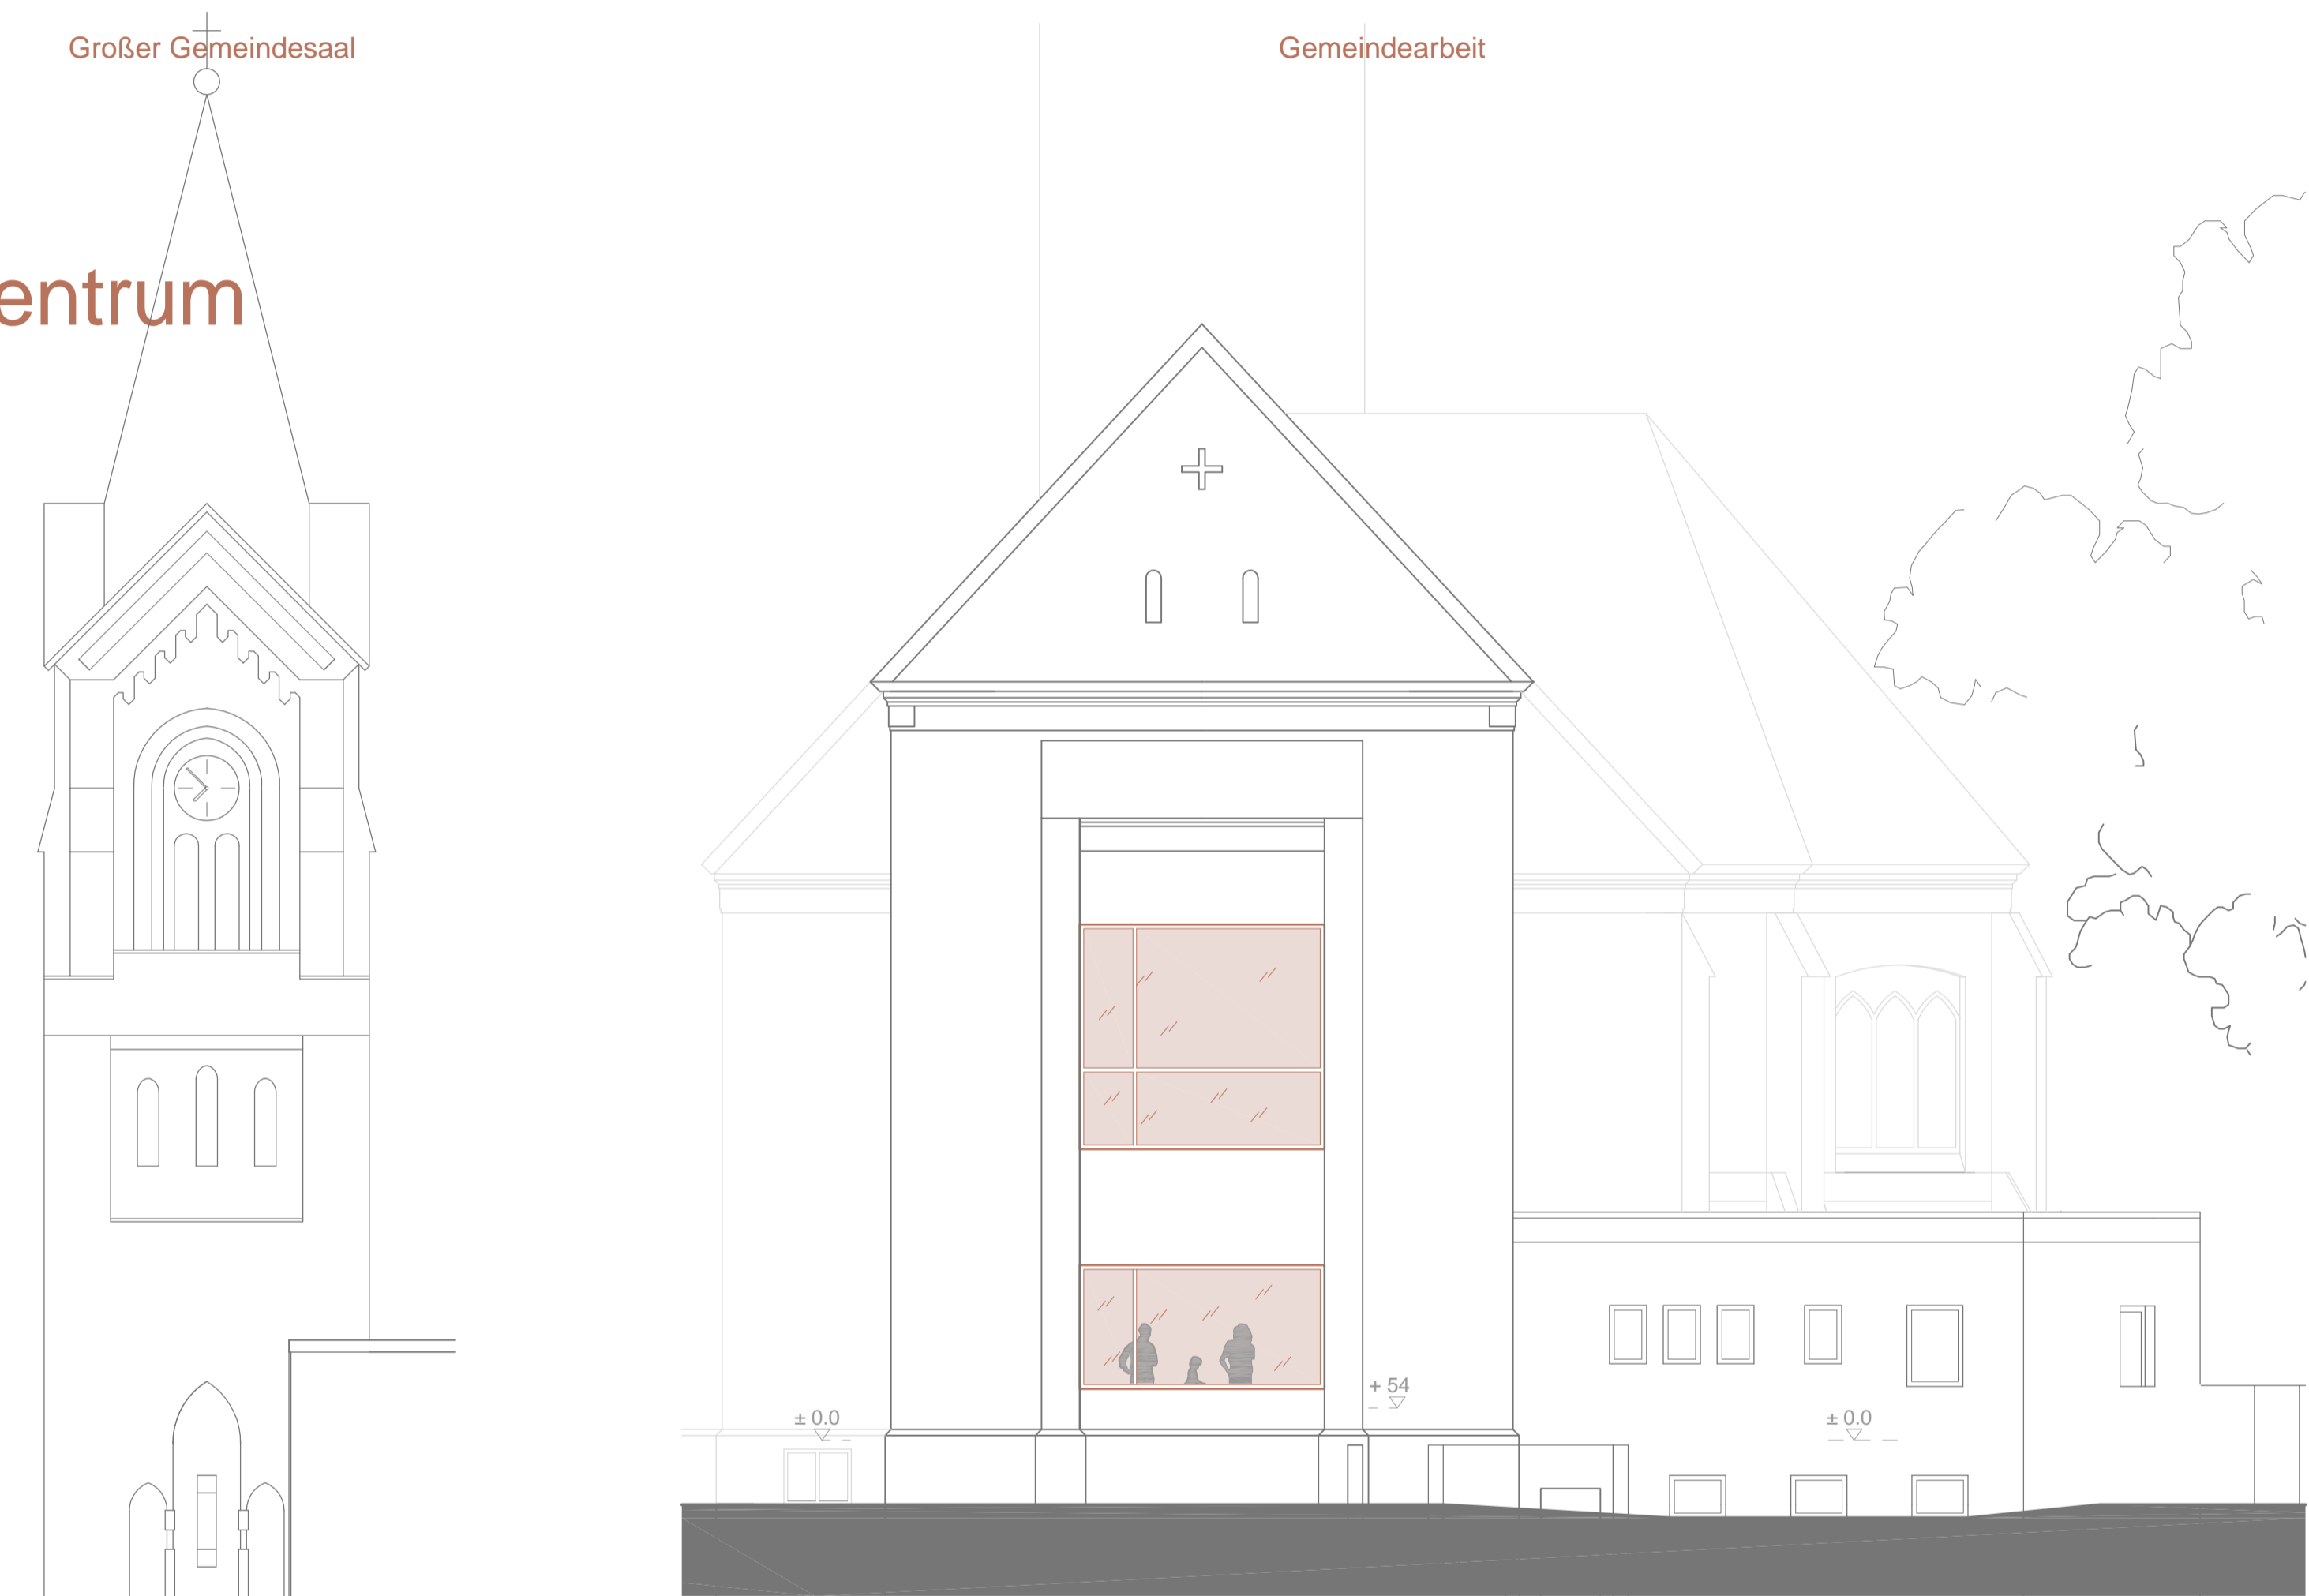 Großer Gemeindesaal
Gemeindearbeit
entrum
+ 54
± 0.0
± 0.0